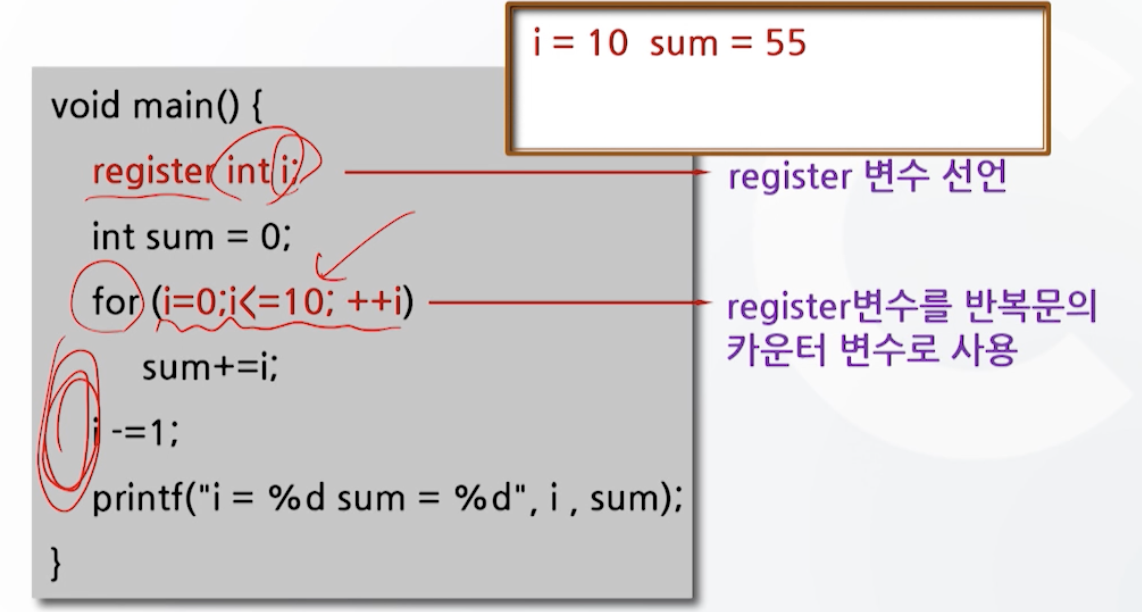 i = 10 sum = 55
void main() {
register int i;
register 변수 선언
int sum = 0;
for (i=0;i<=10; ++i)
register변수를 반복문의
카운터 변수로 사용
sum+=i;
i -=1;
printf("i = %d sum = %d", i , sum);
}